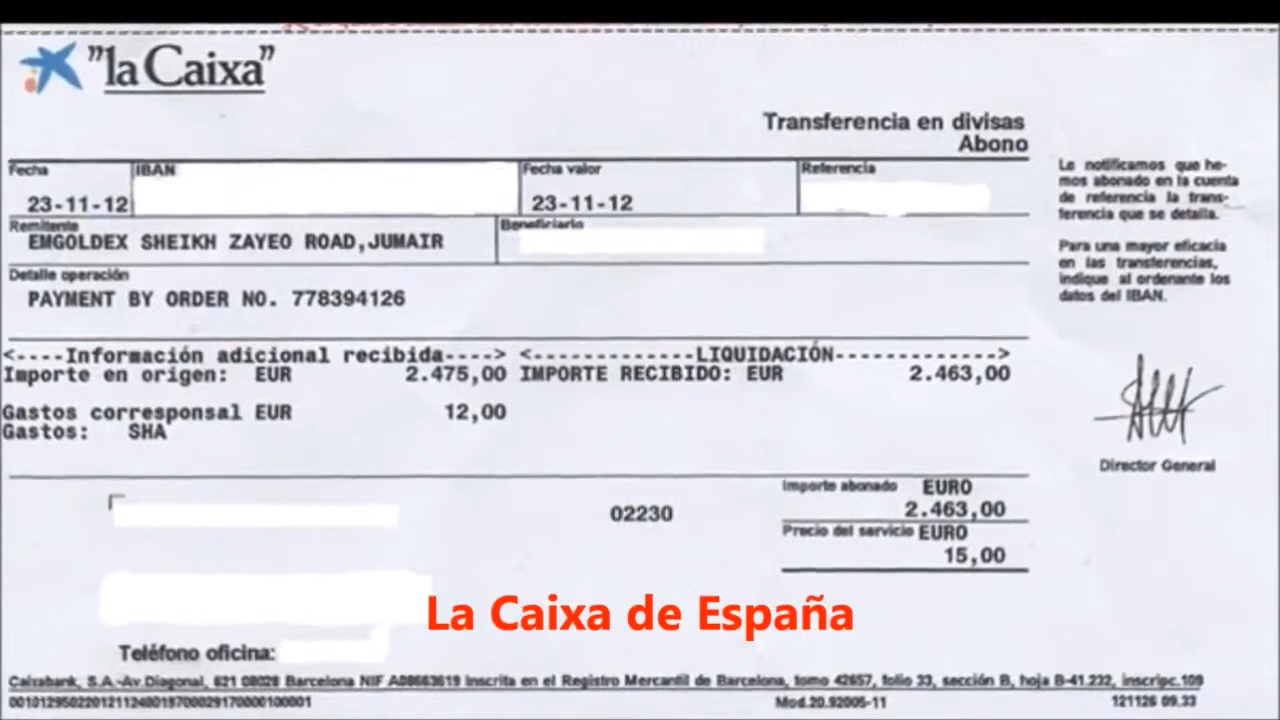 "la Caixa"
Transferencia en divisas
Abono
Fecha
IBAN
Fecha valor
Referencia
23-11-12
23-11-12
Remitente
Beneficiario
EMGOLDEX SHEIKH ZAYEO ROAD,JUMAIR
Detalle operación
PAYMENT BY ORDER NO. 778394126
Le notificamos que he-
mos abonado en la cuenta
de referencia la trans-
ferencia que se detalla.
Para una mayor eficacia
en las transferencias,
indique al ordenante los
datos del IBAN.
<----Información adicional recibida----> <------------LIQUIDACIÓN------------->
Importe en origen: EUR 2.475,00 IMPORTE RECIBIDO: EUR 2.463,00
Gastos corresponsal EUR 12,00
Gastos: SHA
Director General
Importe abonado EURO
02230
2.463,00
Precio del servicio EURO
15,00
La Caixa de España
Teléfono oficina:
Caixabank, S.A.-Av.Diagonal, 621 08028 Barcelona NIF A08663619 Inscrita en el Registro Mercantil de Barcelona, tomo 42657, folio 33, sección B, hoja B-41.232, inscripc.109
Mod.20.92005-11
121126 09.33